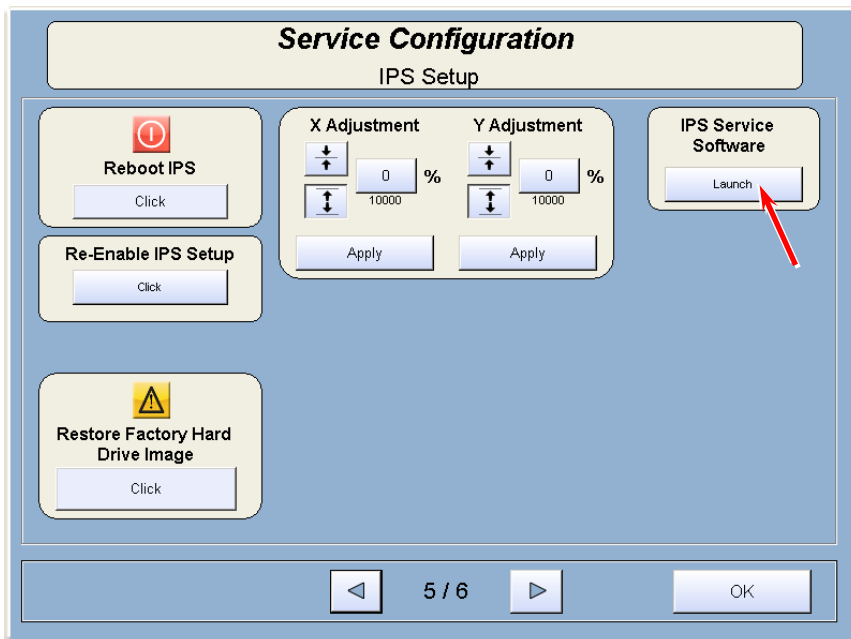 Service Configuration
IPS Setup
Reboot IPS
Click
Re-Enable IPS Setup
Click
Restore Factory Hard
Drive Image
Click
X Adjustment
0 %
10000
Apply
Y Adjustment
0 %
10000
Apply
IPS Service
Software
Launch
5 / 6
OK